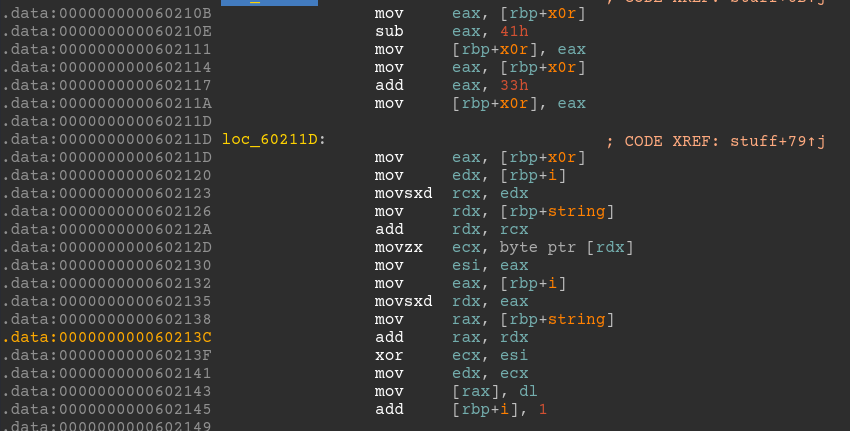 ; CODE XREF: stuff+62↑j
.data:000000000060210B mov eax, [rbp+x0r]
.data:000000000060210E sub eax, 41h
.data:0000000000602111 mov [rbp+x0r], eax
.data:0000000000602114 mov eax, [rbp+x0r]
.data:0000000000602117 add eax, 33h
.data:000000000060211A mov [rbp+x0r], eax
.data:000000000060211D
.data:000000000060211D loc_60211D: ; CODE XREF: stuff+79↑j
.data:000000000060211D mov eax, [rbp+x0r]
.data:0000000000602120 mov edx, [rbp+i]
.data:0000000000602123 movsxd rcx, edx
.data:0000000000602126 mov rdx, [rbp+string]
.data:000000000060212A add rdx, rcx
.data:000000000060212D movzx ecx, byte ptr [rdx]
.data:0000000000602130 mov esi, eax
.data:0000000000602132 mov eax, [rbp+i]
.data:0000000000602135 movsxd rdx, eax
.data:0000000000602138 mov rax, [rbp+string]
.data:000000000060213C add rax, rdx
.data:000000000060213F xor ecx, esi
.data:0000000000602141 mov edx, ecx
.data:0000000000602143 mov [rax], dl
.data:0000000000602145 add [rbp+i], 1
.data:0000000000602149